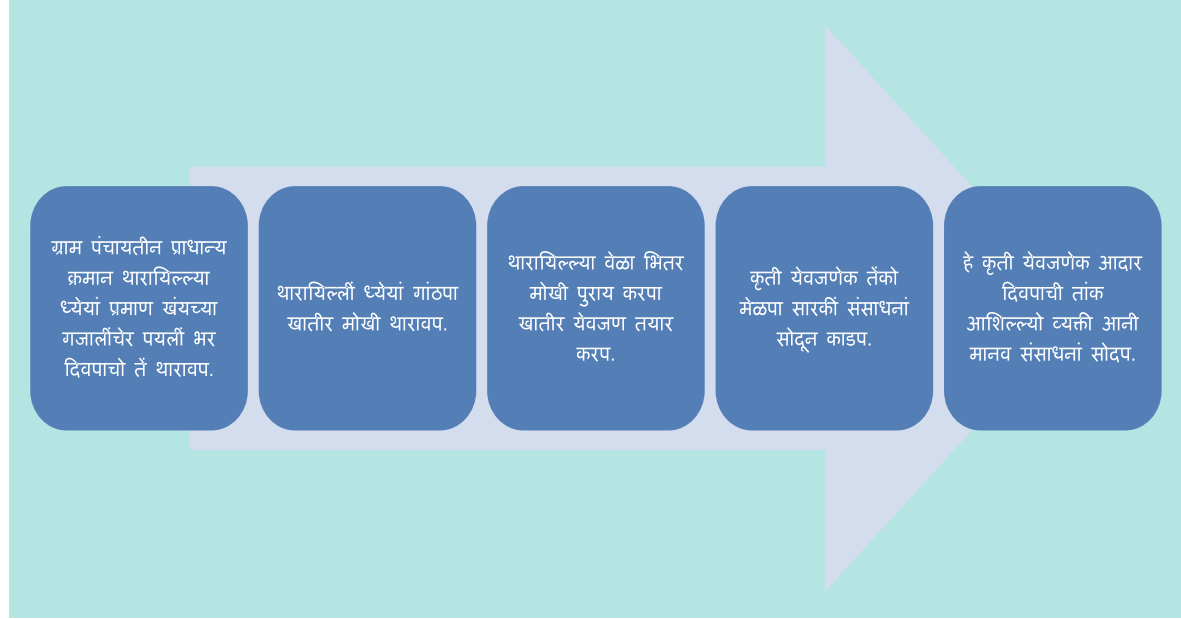 ग्राम पंचायतीन प्राधान्य
क्रमान थारायिल्ल्या
ध्येयां प्रमाण खंयच्या
गजालींचेर पयलीं भर
दिवपाचो तें थारावप.
थारायिल्लीं ध्येयां गांठपा
खातीर मोखी थारावप.
थारायिल्ल्या वेळा भितर
मोखी पुराय करपा
खातीर येवजण तयार
करप.
कृती येवजणेक तेंको
मेळपा सारकीं संसाधनां
सोदून काडप.
हे कृती येवजणेक आदार
दिवपाची तांक
आशिल्ल्यो व्यक्ती आनी
मानव संसाधनां सोदप.